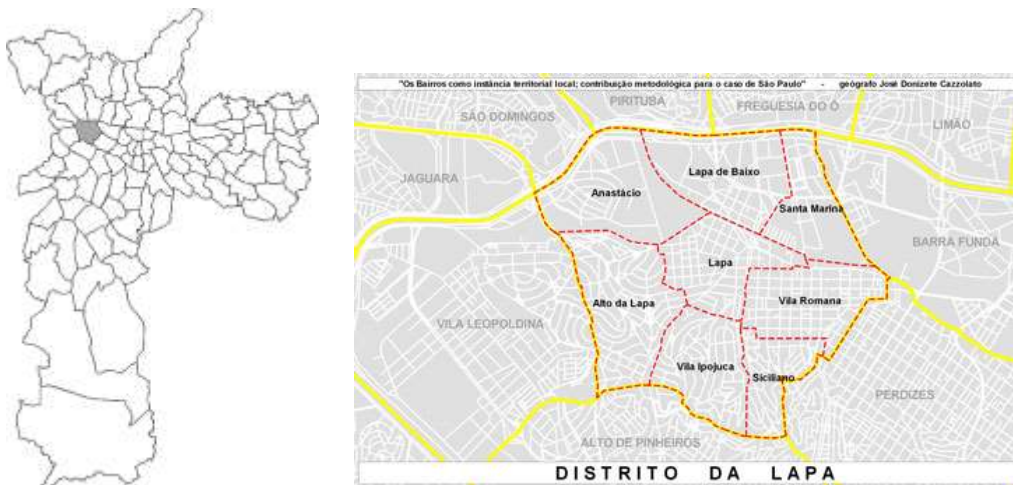 "Os Bairros como instância territorial local; contribuição metodológica para o caso de São Paulo" - geógrafo José Donizete Cazzolato
PIRITUBA
FREGUESIA DO Ó
SÃO DOMINGOS
LIMÃO
Lapa de Baixo
JAGUARA
Anastácio
Santa Marina
BARRA FUNDA
Lapa
Alto da Lapa
Vila Romana
VILA LEOPOLDINA
Vila Ipojuca
Siciliano
PERDIZES
ALTO DE PINHEIROS
DISTRITO DA LAPA